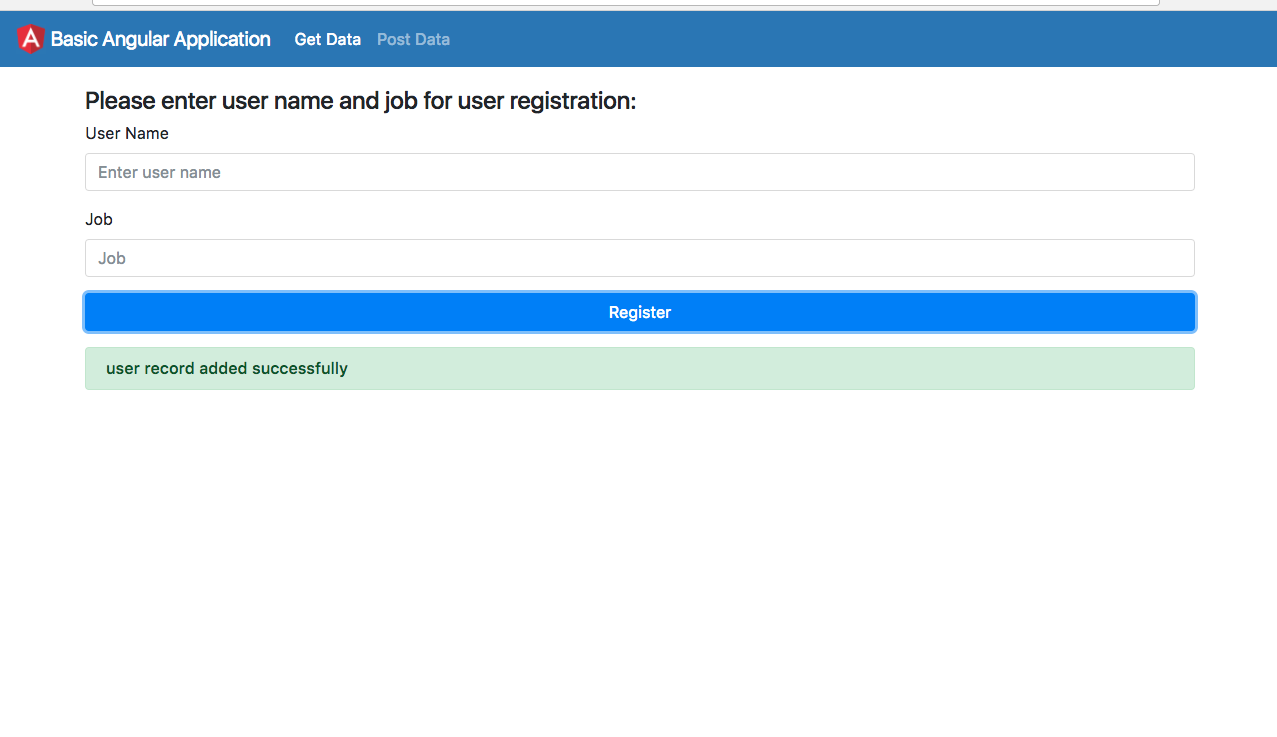 Basic Angular Application Get Data Post Data
Please enter user name and job for user registration:
User Name
Enter user name
Job
Job
Register
user record added successfully